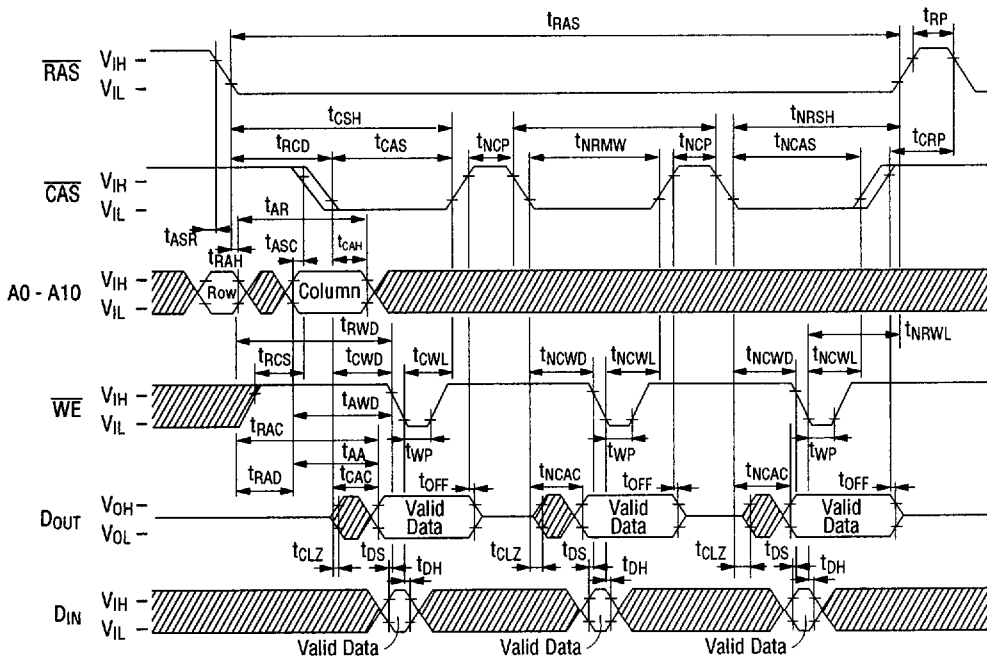 tRAS
tRP
RAS
VIH
VIL
tCSH
tNRSH
tRCD
tCAS
tNCP
tNRMW
tNCP
tNCAS
tCRP
CAS
VIH
VIL
tAR
tASR
tRAH
tASC
tCAH
A0 - A10
VIH
VIL
Row
Column
tRWD
tNRWL
tRCS
tCWD
tCWL
tNCWD
tNCWL
tNCWD
tNCWL
WE
VIH
VIL
tAWD
tRAC
tWP
tWP
tWP
tAA
tRAD
tCAC
tOFF
tNCAC
tOFF
tNCAC
tOFF
DOUT
VOH
VOL
Valid Data
Valid Data
Valid Data
tCLZ
tDS
tDH
tCLZ
tDS
tDH
tCLZ
tDS
tDH
DIN
VIH
VIL
Valid Data
Valid Data
Valid Data